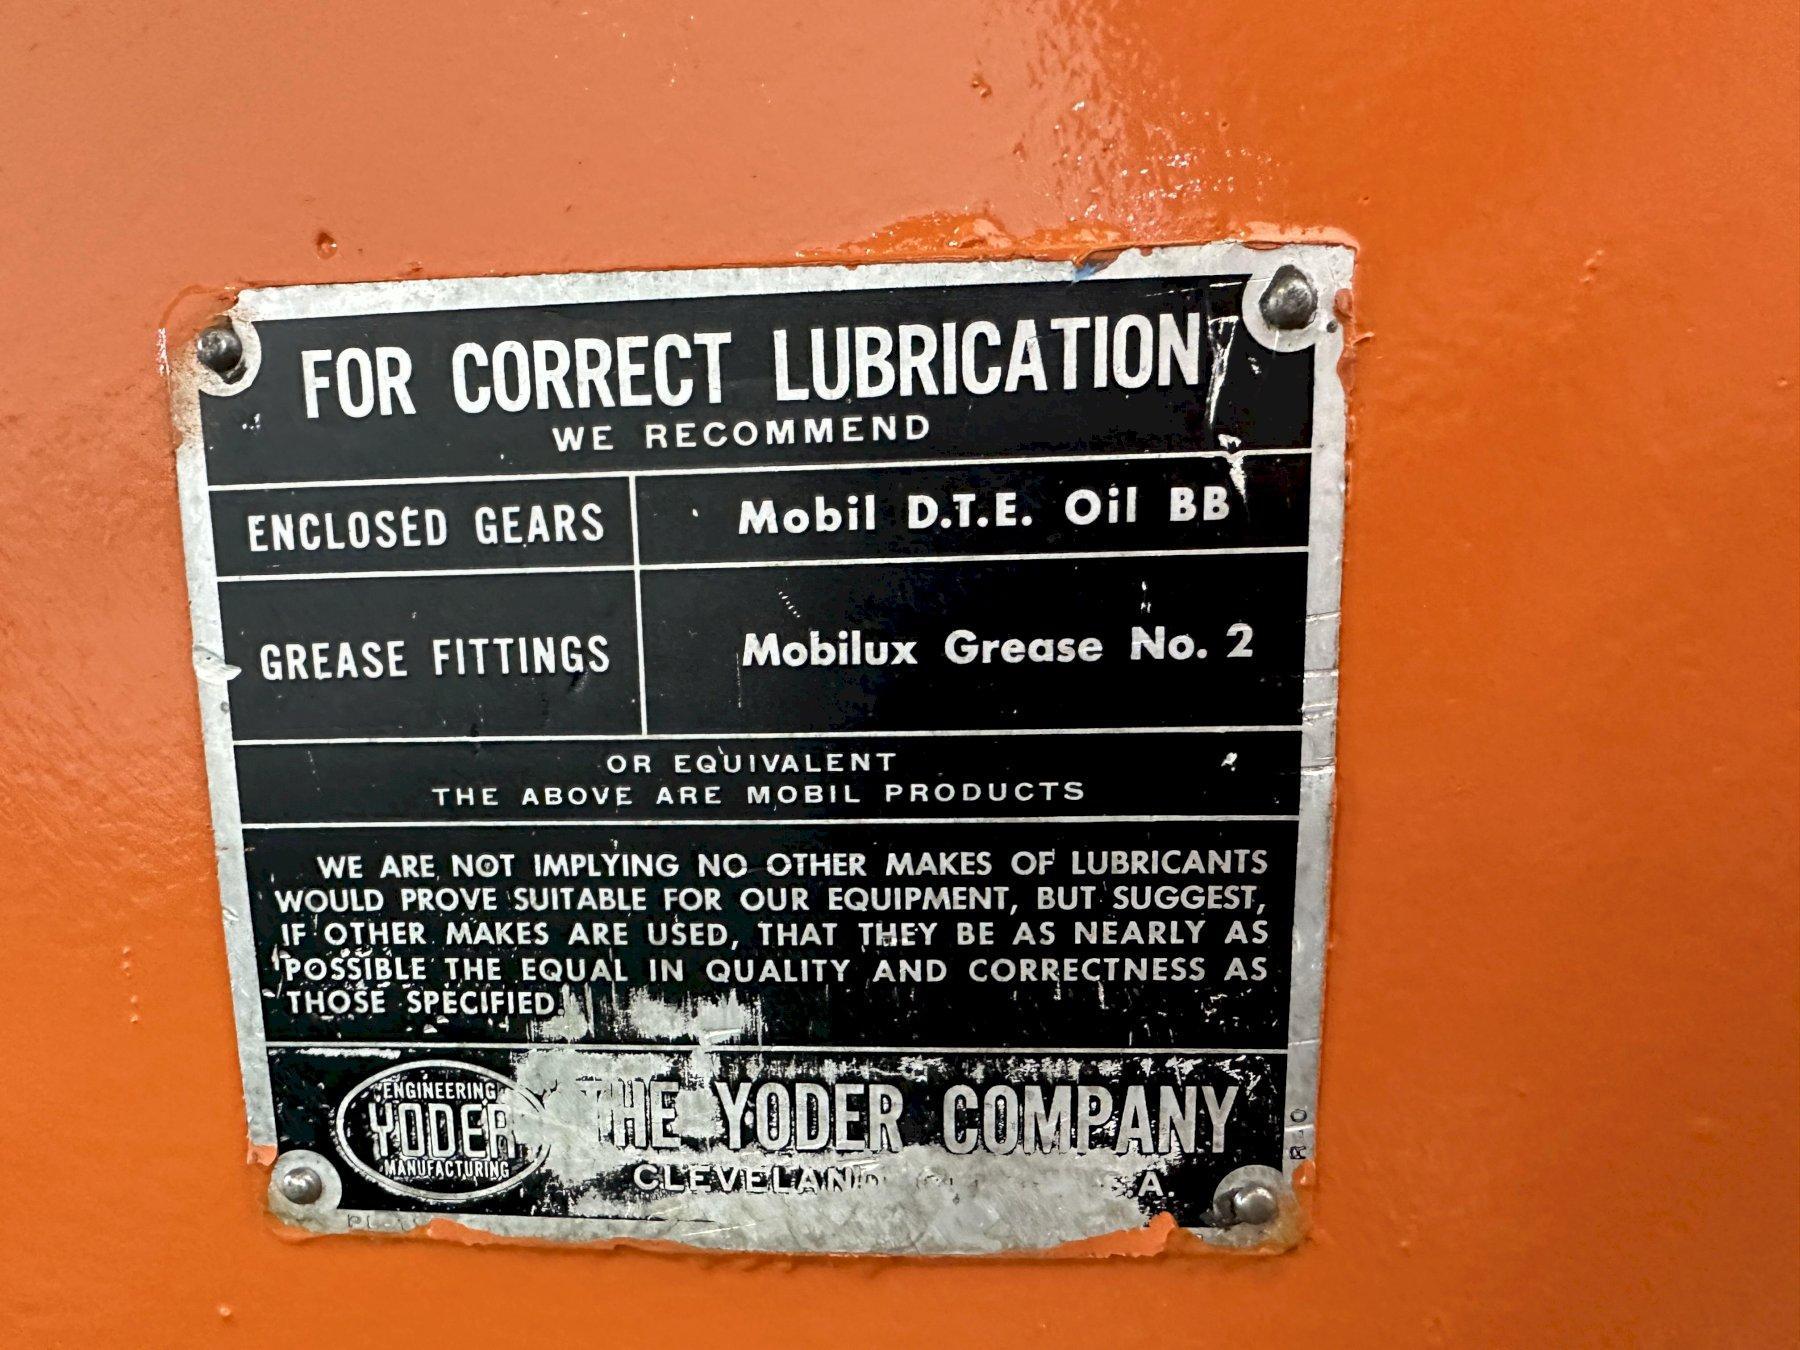 FOR CORRECT LUBRICATION
WE RECOMMEND
ENCLOSED GEARS Mobil D.T.E. Oil BB
GREASE FITTINGS Mobilux Grease No. 2
OR EQUIVALENT
THE ABOVE ARE MOBIL PRODUCTS
WE ARE NOT IMPLYING NO OTHER MAKES OF LUBRICANTS
WOULD PROVE SUITABLE FOR OUR EQUIPMENT, BUT SUGGEST,
IF OTHER MAKES ARE USED, THAT THEY BE AS NEARLY AS
POSSIBLE THE EQUAL IN QUALITY AND CORRECTNESS AS
THOSE SPECIFIED.
ENGINEERING
YODER
MANUFACTURING
THE YODER COMPANY
CLEVELAND